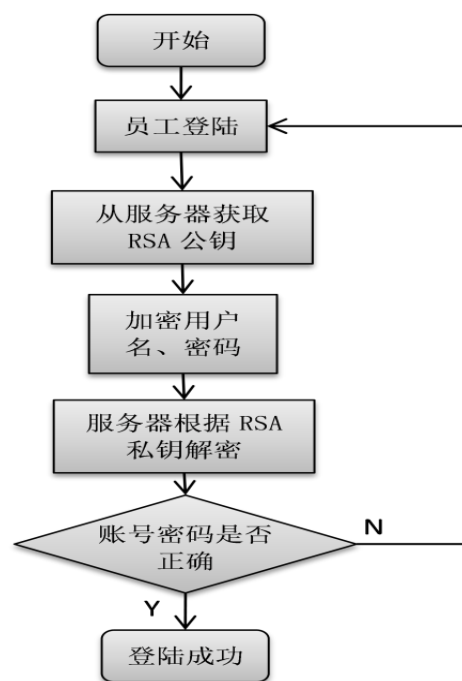 开始
员工登陆
从服务器获取
RSA 公钥
加密用户
名、密码
服务器根据 RSA
私钥解密
账号密码是否
正确
N
Y
登陆成功